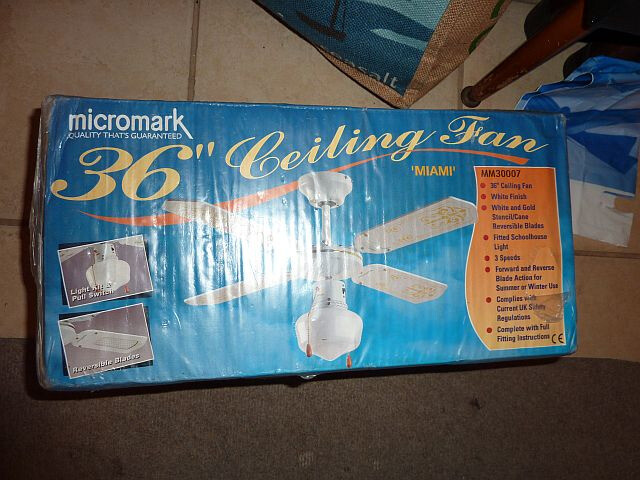 salt
micromark
QUALITY THAT'S GUARANTEED
36" Ceiling Fan
'MIAMI'
MM30007
36" Ceiling Fan
White Finish
White and Gold
Stencil/Cane
Reversible Blades
Fitted Schoolhouse
Light
3 Speeds
Forward and Reverse
Blade Action for
Summer or Winter Use
Complies with
Current UK Safety
Regulations
Complete with Full
Fitting Instructions
CE
Light Kit &
Pull Switch
Reversible Blades